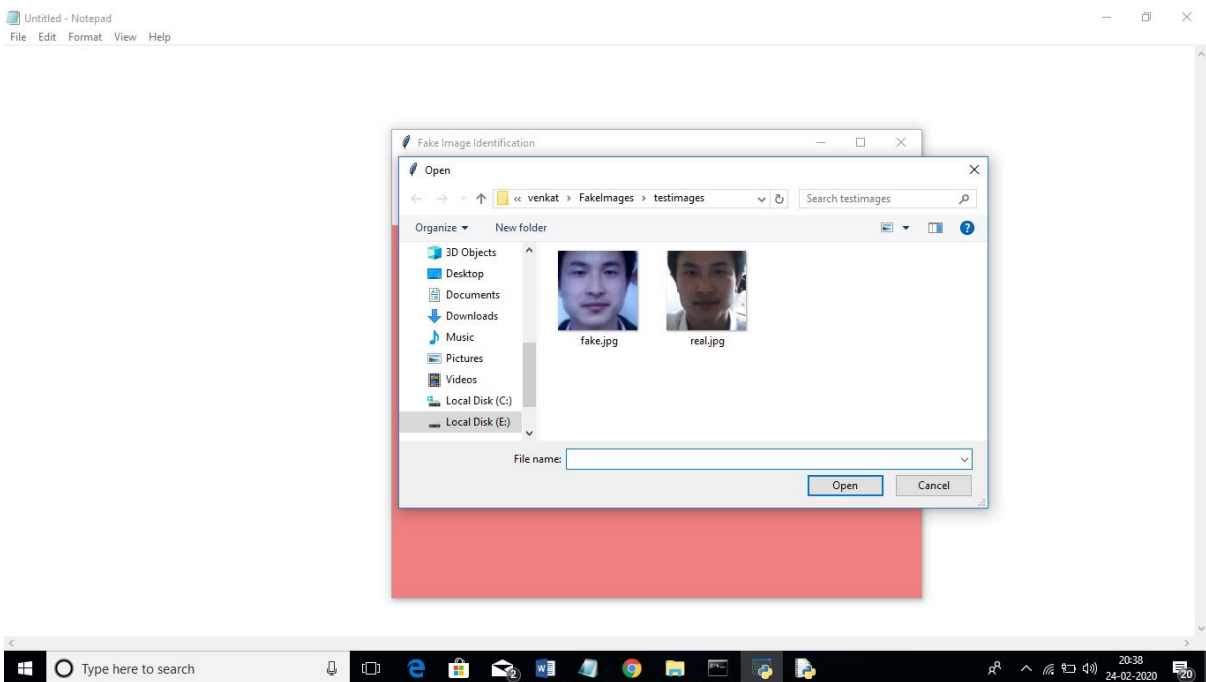 Untitled - Notepad
File Edit Format View Help
Fake Image Identification
Open
« venkat › FakeImages › testimages
Search testimages
Organize
New folder
3D Objects
Desktop
Documents
Downloads
Music
Pictures
Videos
Local Disk (C:)
Local Disk (E:)
fake.jpg
real.jpg
File name:
Open
Cancel
Type here to search
2
20:38
24-02-2020
20